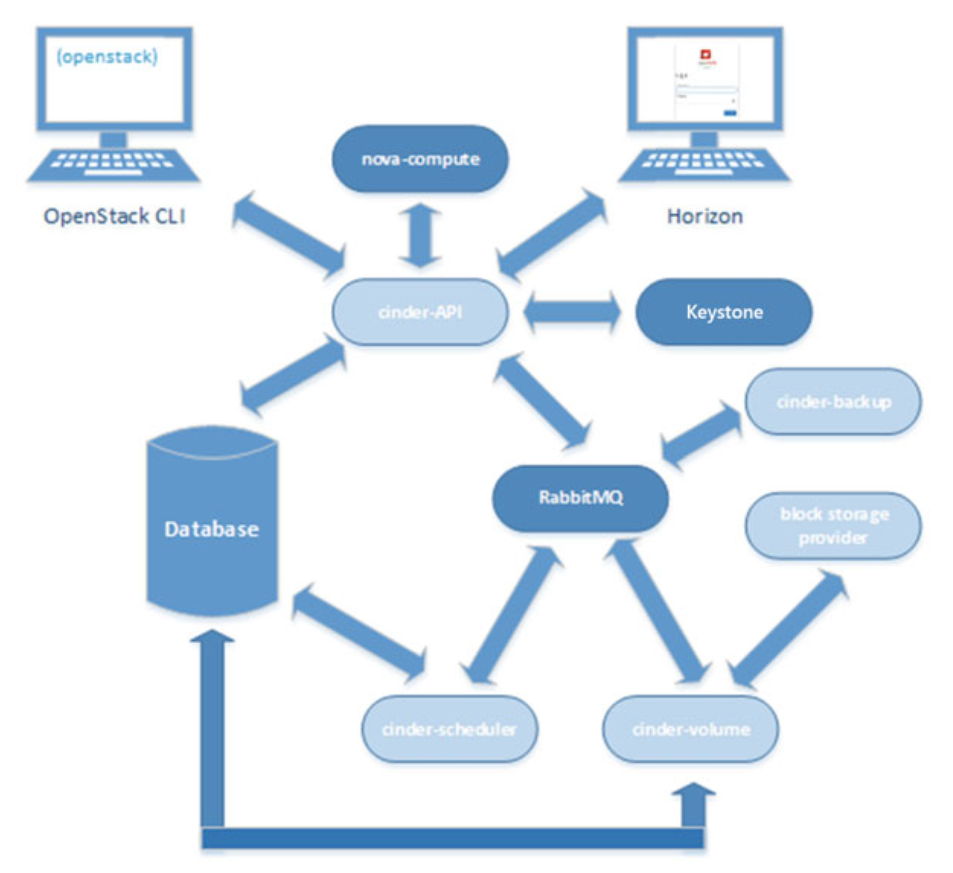 (openstack)
OpenStack CLI
nova-compute
Horizon
cinder-API
Keystone
cinder-backup
RabbitMQ
block storage
provider
Database
cinder-scheduler
cinder-volume